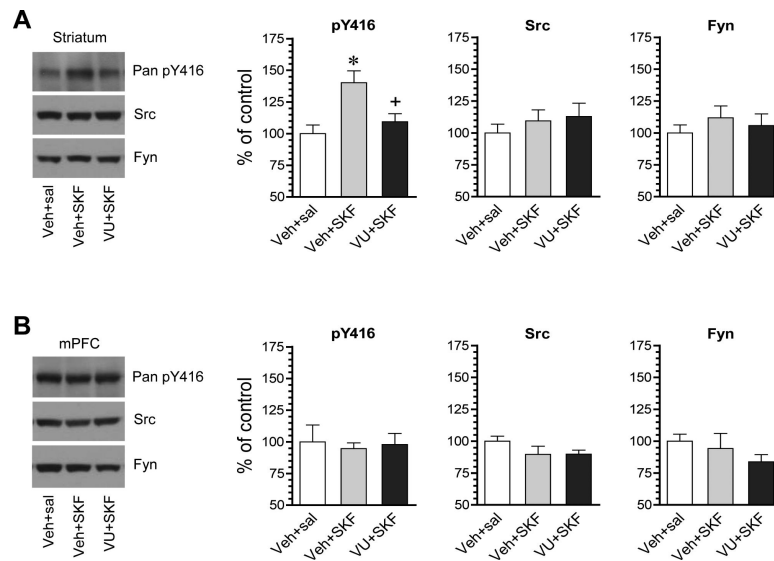 A
Striatum
Pan pY416
Src
Fyn
Veh+sal
Veh+SKF
VU+SKF
pY416
% of control
175
150
125
100
75
50
*
+
Veh+sal
Veh+SKF
VU+SKF
Src
175
150
125
100
75
50
Veh+sal
Veh+SKF
VU+SKF
Fyn
175
150
125
100
75
50
Veh+sal
Veh+SKF
VU+SKF
B
mPFC
Pan pY416
Src
Fyn
Veh+sal
Veh+SKF
VU+SKF
pY416
% of control
175
150
125
100
75
50
Veh+sal
Veh+SKF
VU+SKF
Src
175
150
125
100
75
50
Veh+sal
Veh+SKF
VU+SKF
Fyn
175
150
125
100
75
50
Veh+sal
Veh+SKF
VU+SKF